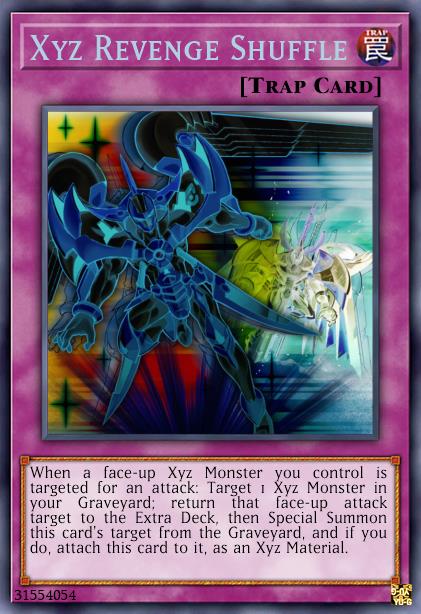 Xyz Revenge Shuffle
TRAP
罠
[Trap Card]
When a face-up Xyz Monster you control is
targeted for an attack: Target 1 Xyz Monster in
your Graveyard; return that face-up attack
target to the Extra Deck, then Special Summon
this card's target from the Graveyard, and if you
do, attach this card to it, as an Xyz Material.
31554054